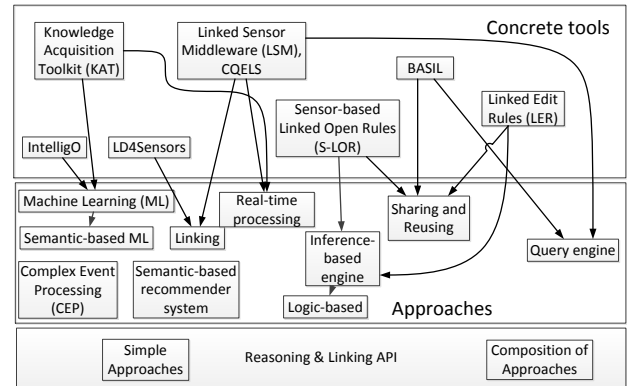 Concrete tools
Knowledge
Acquisition
Toolkit (KAT)
Linked Sensor
Middleware (LSM),
CQELS
BASIL
Linked Edit
Rules (LER)
Sensor-based
Linked Open Rules
(S-LOR)
IntelligO
LD4Sensors
Machine Learning (ML)
Real-time
processing
Sharing and
Reusing
Semantic-based ML
Linking
Query engine
Inference-
based
engine
Complex Event
Processing
(CEP)
Semantic-based
recommender
system
Logic-based
Approaches
Simple
Approaches
Reasoning & Linking API
Composition of
Approaches